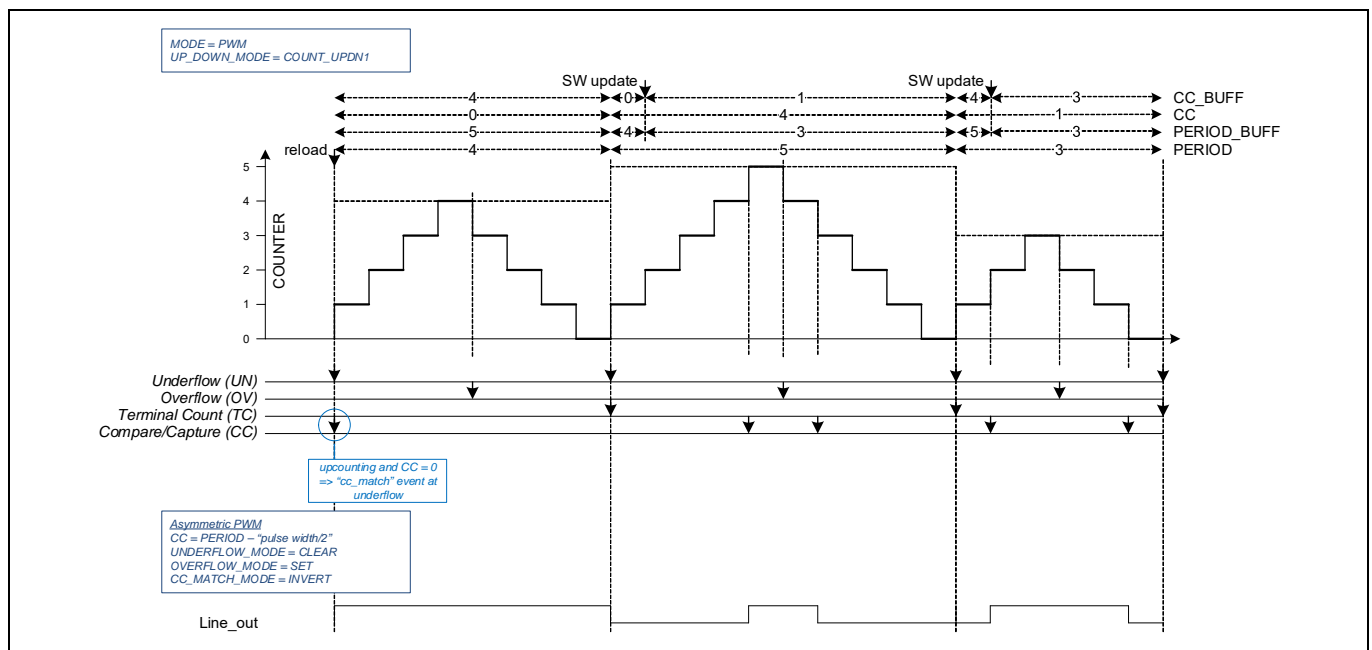 MODE = PWM
UP_DOWN_MODE = COUNT_UPDN1
SW update SW update
4 0 1 4 3 CC_BUFF
0 4 1 CC
5 4 3 5 3 PERIOD_BUFF
reload 4 5 3 PERIOD
5
4
3
2
1
0
COUNTER
Underflow (UN)
Overflow (OV)
Terminal Count (TC)
Compare/Capture (CC)
upcounting and CC = 0
=> “cc_match” event at
underflow
Asymmetric PWM
CC = PERIOD – “pulse width/2”
UNDERFLOW_MODE = CLEAR
OVERFLOW_MODE = SET
CC_MATCH_MODE = INVERT
Line_out